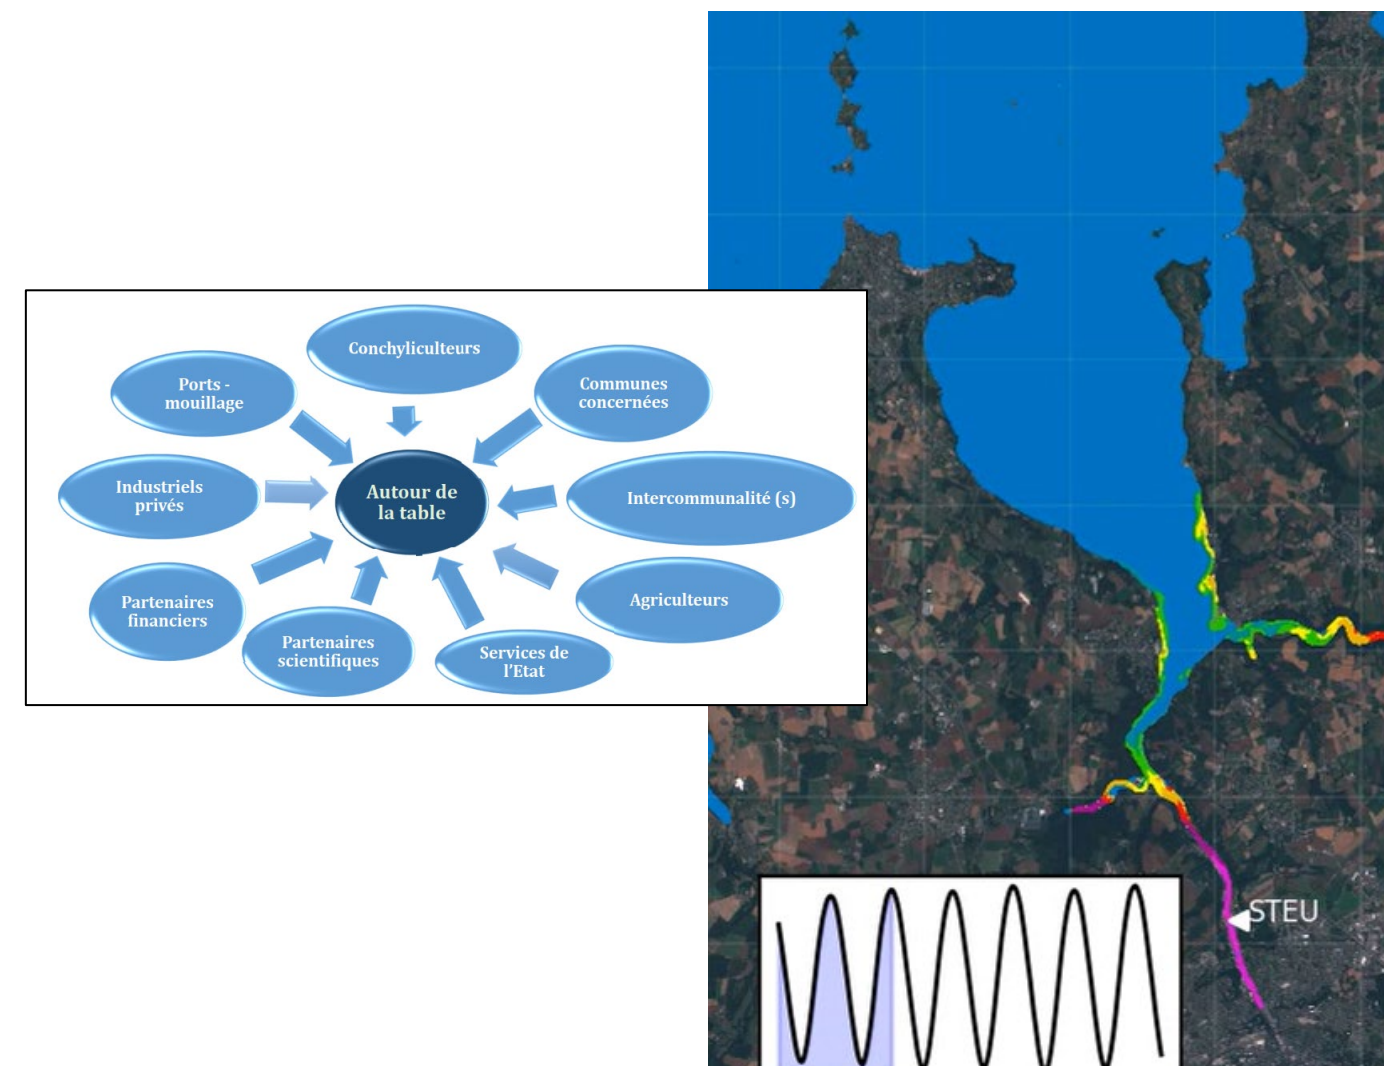 Conchyliculteurs
Ports -
mouillage
Communes
concernées
Industriels
privés
Autour de
la table
Intercommunalité (s)
Partenaires
financiers
Agriculteurs
Partenaires
scientifiques
Services de
l'Etat
STEU